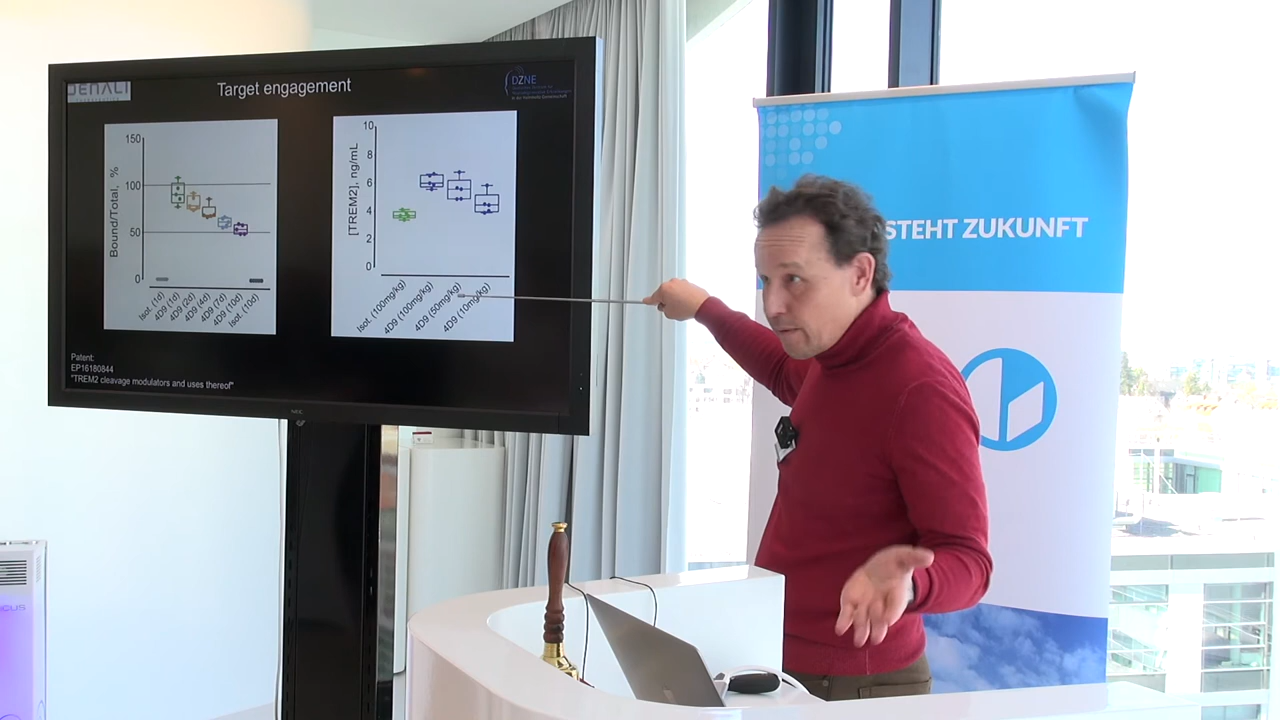 DENALI
Target engagement
DZNE
150
100
50
0
Bound/Total, %
Isot. (1d)
4D9 (1d)
4D9 (2d)
4D9 (4d)
4D9 (7d)
4D9 (10d)
Isot. (10d)
10
8
6
4
2
0
[TREM2], ng/mL
Isot. (100mg/kg)
4D9 (100mg/kg)
4D9 (50mg/kg)
4D9 (10mg/kg)
Patent:
EP16180844
"TREM2 cleavage modulators and uses thereof"
NEC
STEHT ZUKUNFT